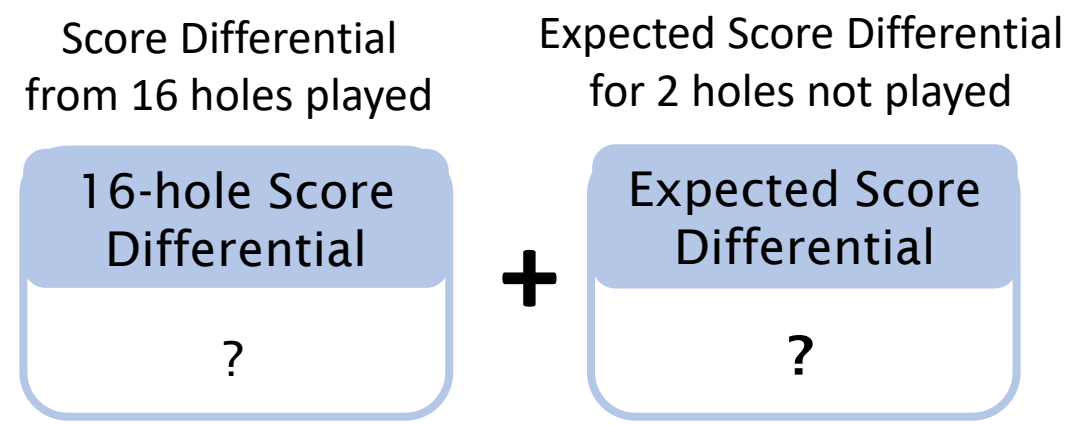 Score Differential
from 16 holes played
Expected Score Differential
for 2 holes not played
16-hole Score
Differential
?
+
Expected Score
Differential
?